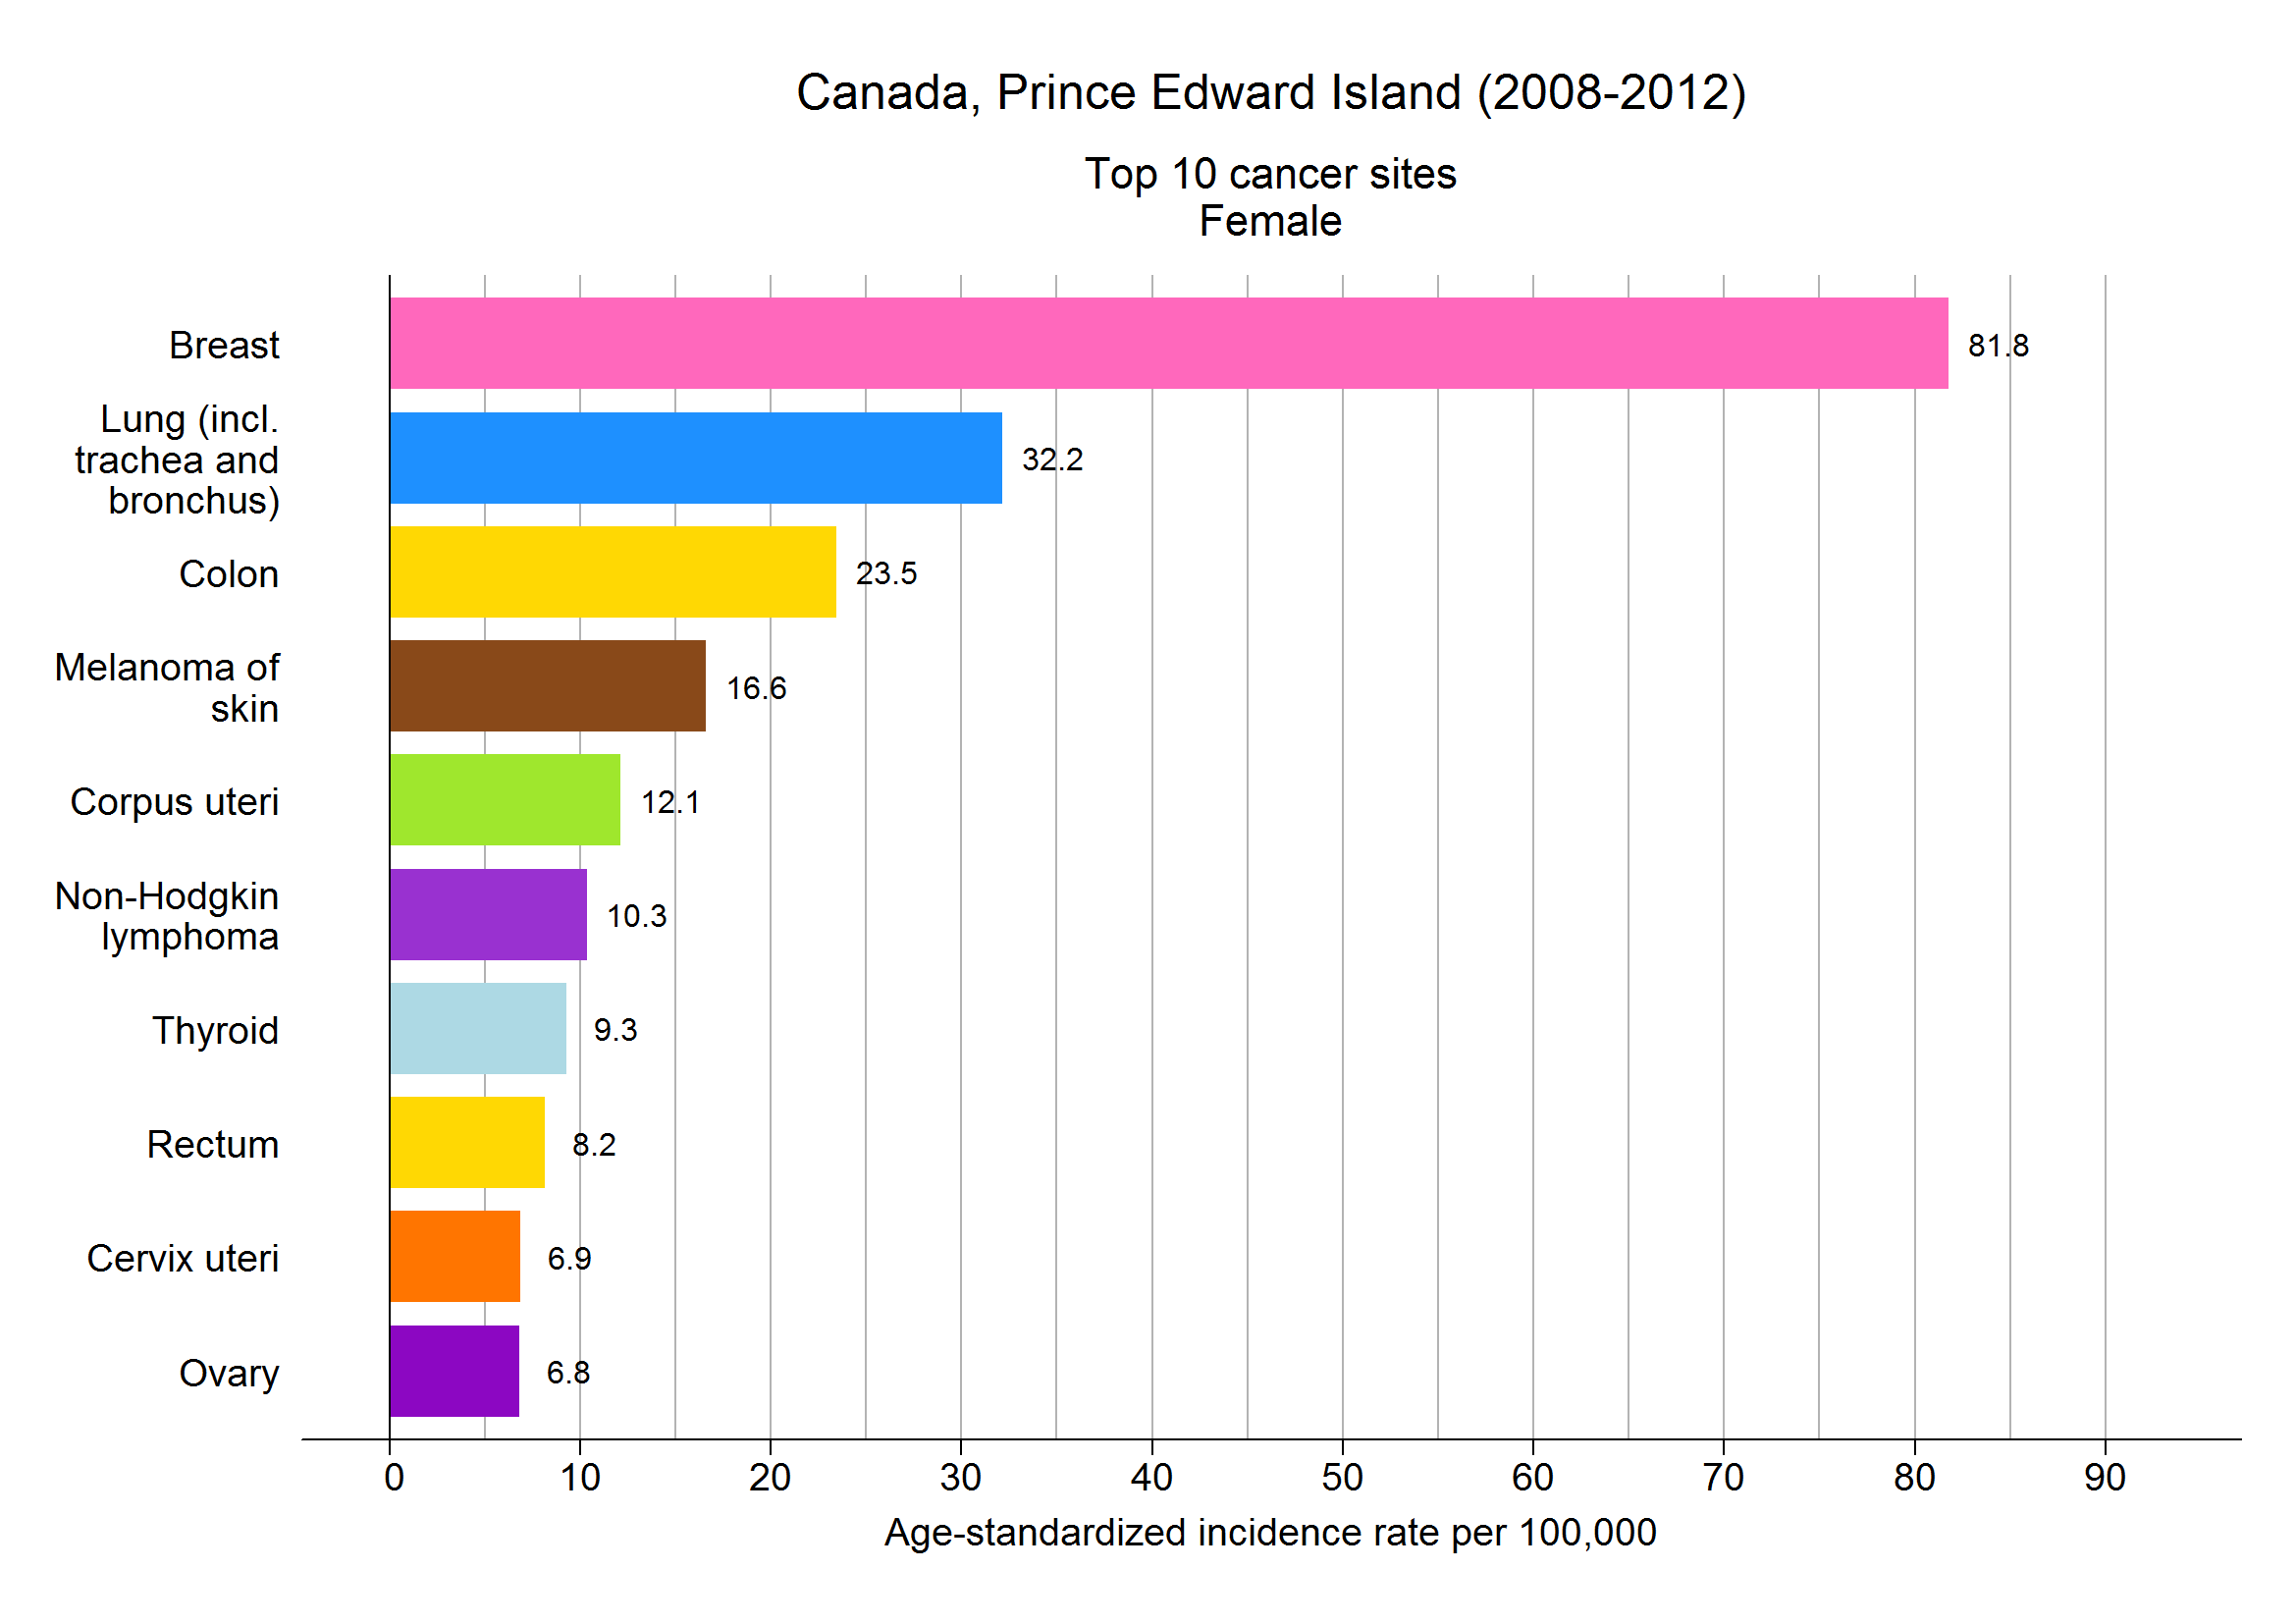 Canada, Prince Edward Island (2008-2012)
Top 10 cancer sites
Female
Breast
81.8
Lung (incl.
trachea and
bronchus)
32.2
Colon
23.5
Melanoma of
skin
16.6
Corpus uteri
12.1
Non-Hodgkin
lymphoma
10.3
Thyroid
9.3
Rectum
8.2
Cervix uteri
6.9
Ovary
6.8
0 10 20 30 40 50 60 70 80 90
Age-standardized incidence rate per 100,000